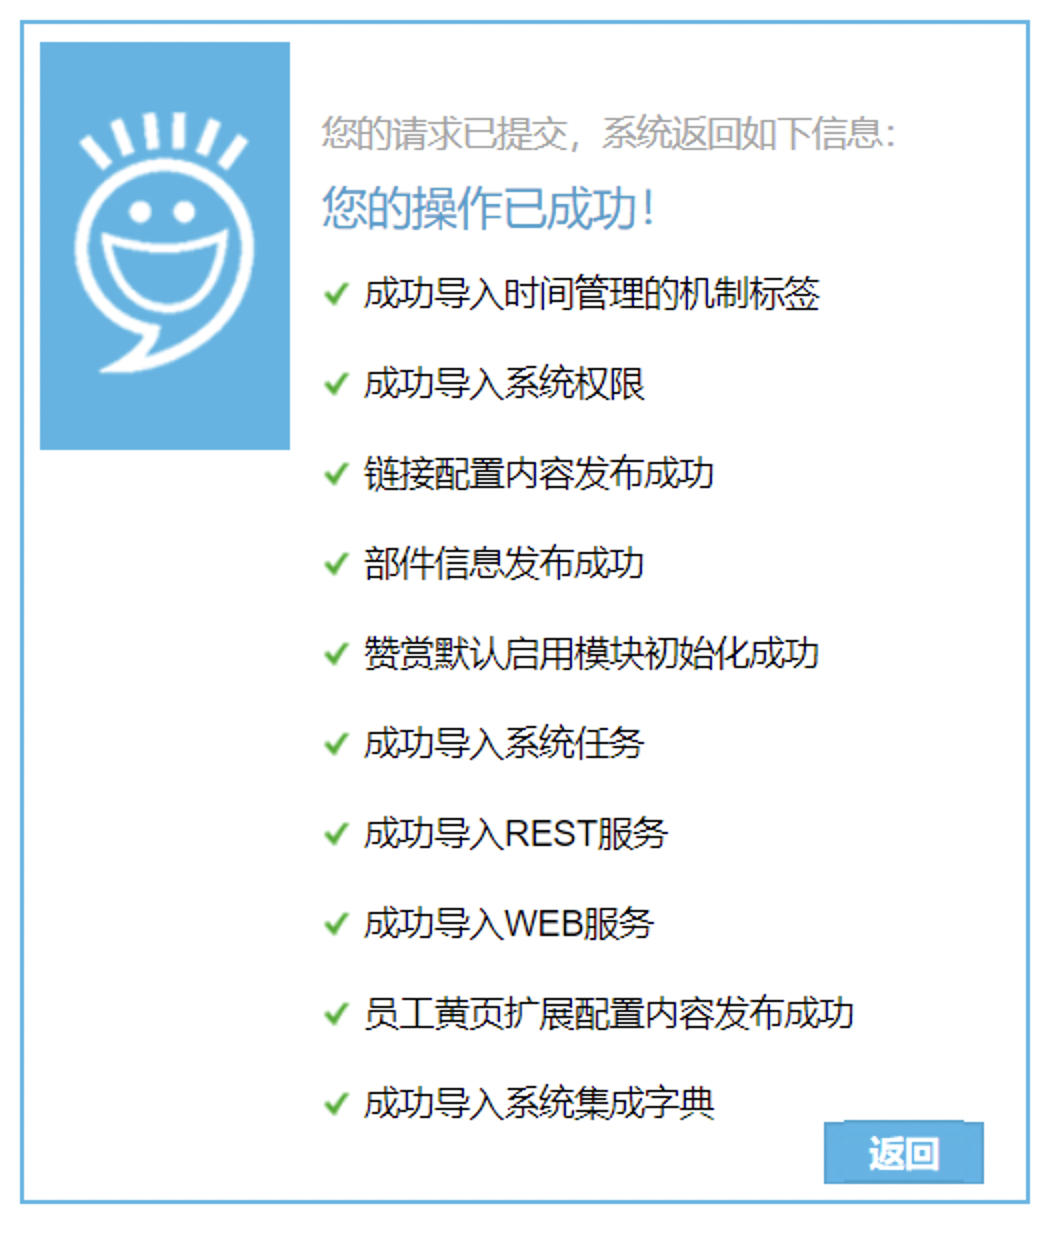 您的请求已提交，系统返回如下信息：
您的操作已成功！
成功导入时间管理的机制标签
成功导入系统权限
链接配置内容发布成功
部件信息发布成功
赞赏默认启用模块初始化成功
成功导入系统任务
成功导入REST服务
成功导入WEB服务
员工黄页扩展配置内容发布成功
成功导入系统集成字典
返回